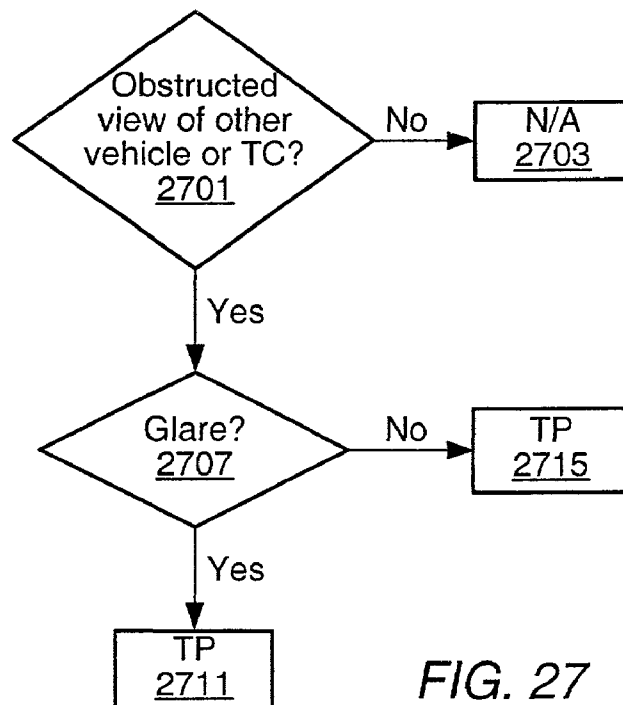 Obstructed
view of other
vehicle or TC?
2701
No
N/A
2703
Yes
Glare?
2707
No
TP
2715
Yes
TP
2711
FIG. 27